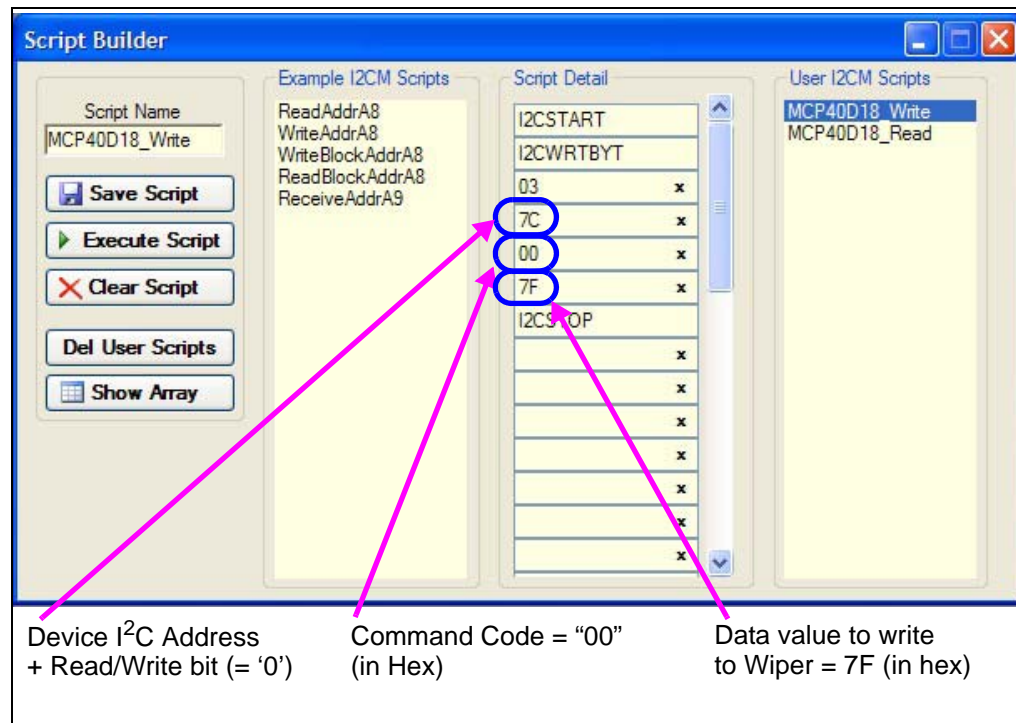 Script Builder
Script Name
MCP40D18_Write
Save Script
Execute Script
Clear Script
Del User Scripts
Show Array
Example I2CM Scripts
ReadAddrA8
WriteAddrA8
WriteBlockAddrA8
ReadBlockAddrA8
ReceiveAddrA9
Script Detail
I2CSTART
I2CWRTBYT
03 x
7C x
00 x
7F x
I2CSTOP
x
x
x
x
x
x
x
User I2CM Scripts
MCP40D18_Write
MCP40D18_Read
Device I²C Address
+ Read/Write bit (= ‘0’)
Command Code = “00”
(in Hex)
Data value to write
to Wiper = 7F (in hex)